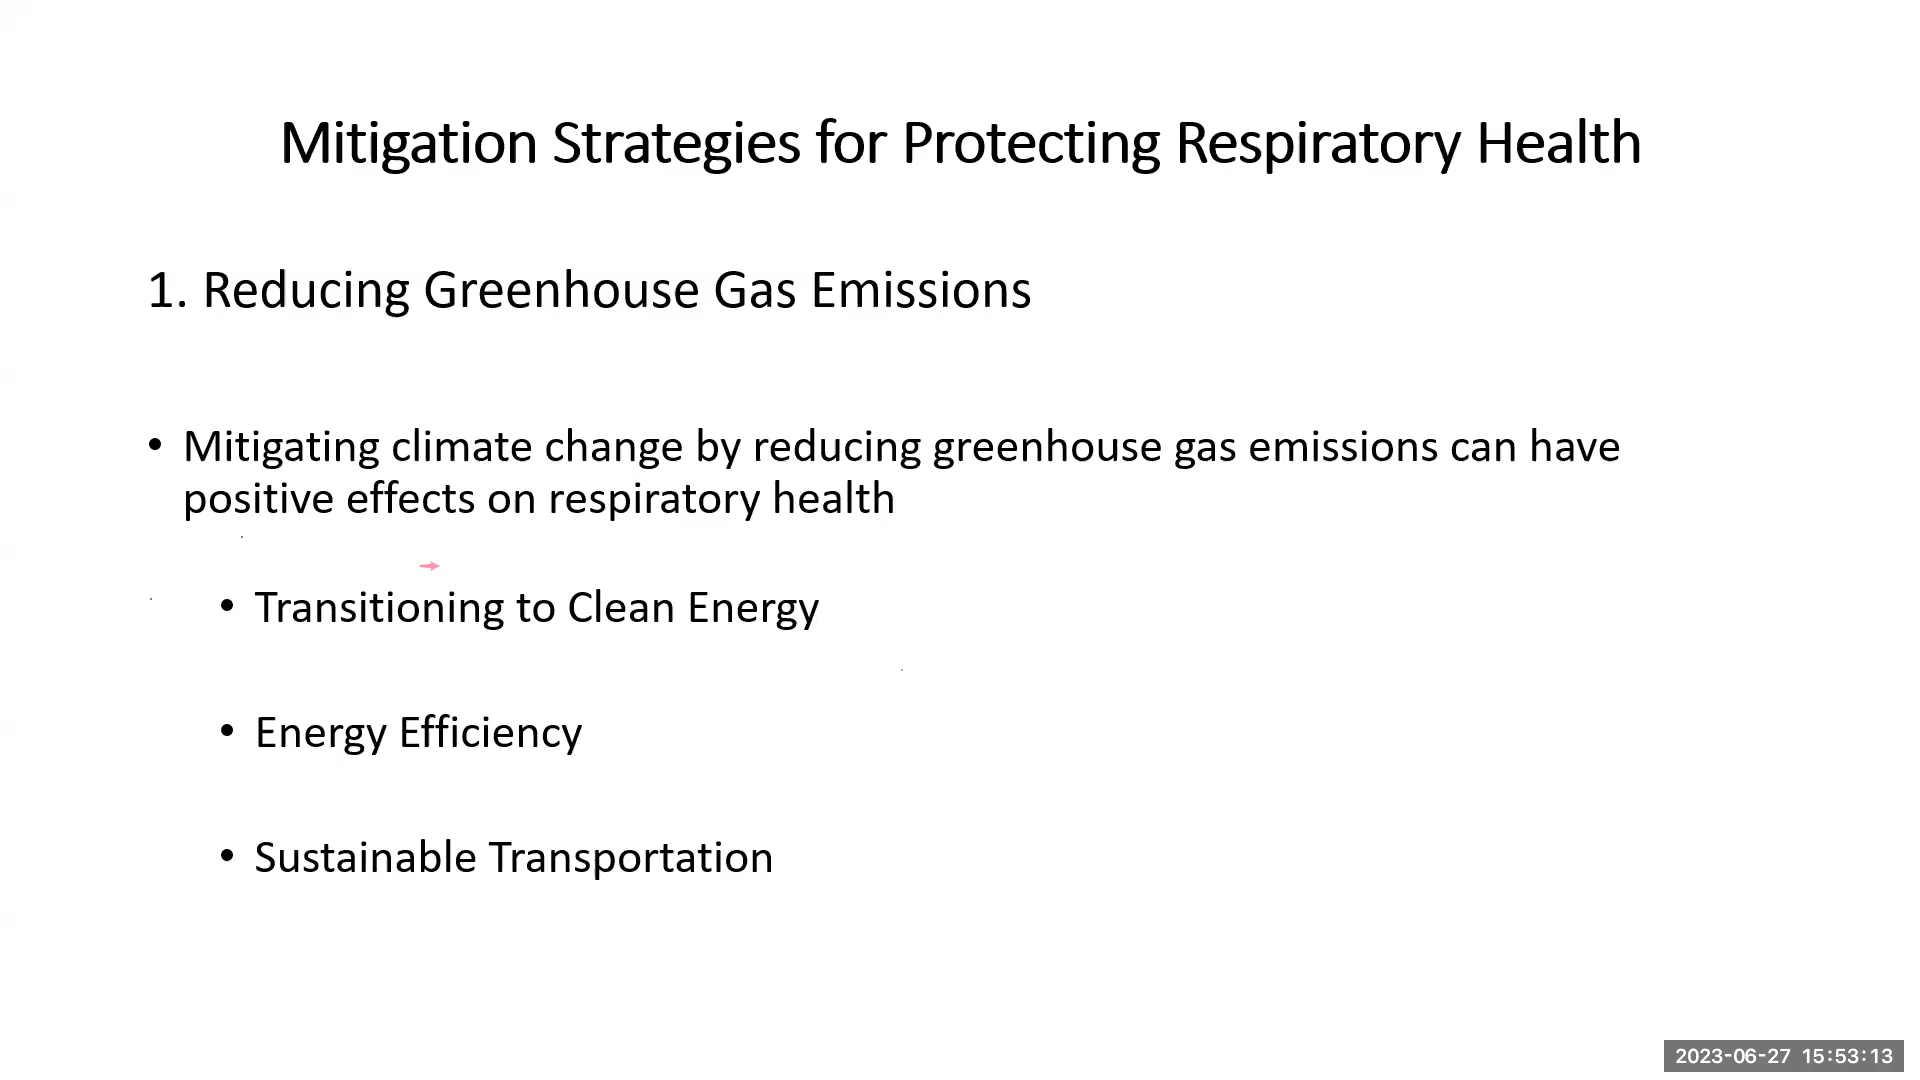 Mitigation Strategies for Protecting Respiratory Health
1. Reducing Greenhouse Gas Emissions
• Mitigating climate change by reducing greenhouse gas emissions can have
positive effects on respiratory health
• Transitioning to Clean Energy
• Energy Efficiency
• Sustainable Transportation
2023-06-27 15:53:13